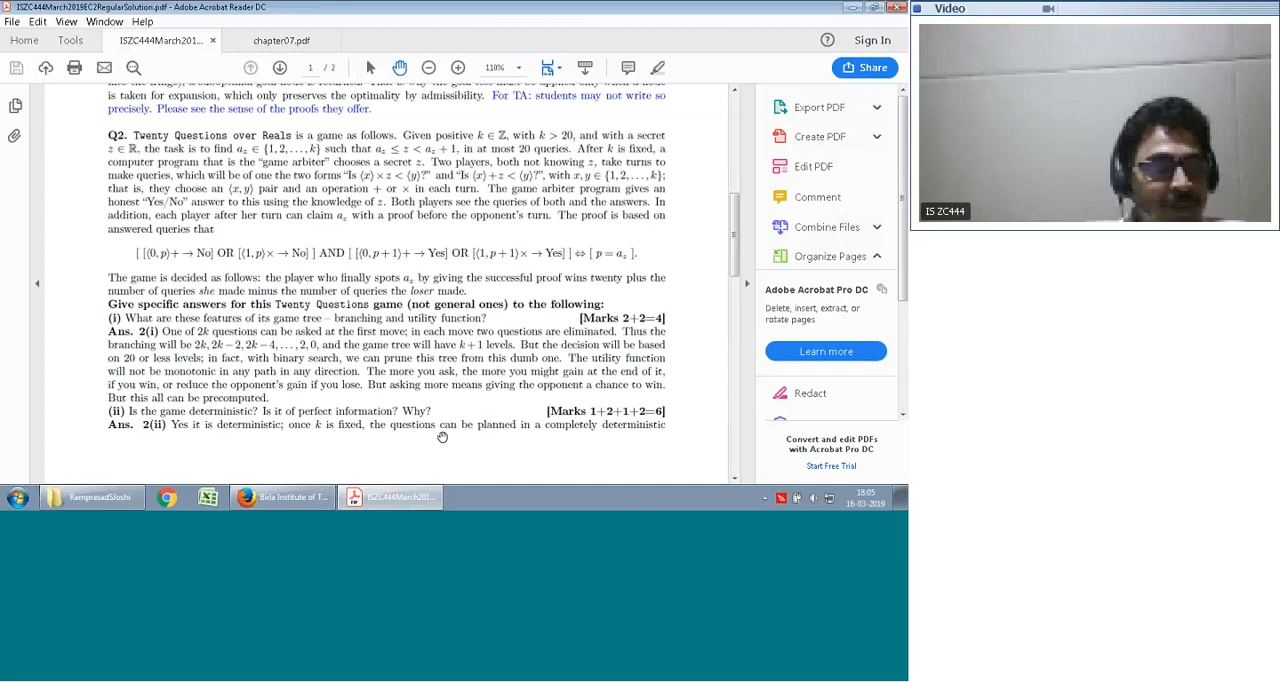 ISZC444March2019EC2RegularSolution.pdf - Adobe Acrobat Reader DC
File Edit View Window Help
Home Tools ISZC444March201... × chapter07.pdf Sign In
1 / 2 110% Share
is taken for expansion, which only preserves the optimality by admissibility. For TA: students may not write so
precisely. Please see the sense of the proofs they offer.
Q2. Twenty Questions over Reals is a game as follows. Given positive k ∈ ℤ, with k > 20, and with a secret
z ∈ ℝ, the task is to find a_z ∈ {1, 2, . . . , k} such that a_z ≤ z < a_z + 1, in at most 20 queries. After k is fixed, a
computer program that is the "game arbiter" chooses a secret z. Two players, both not knowing z, take turns to
make queries, which will be of one the two forms "Is ⟨x⟩ × z < ⟨y⟩?" and "Is ⟨x⟩+z < ⟨y⟩?", with x, y ∈ {1, 2, . . . , k};
that is, they choose an ⟨x, y⟩ pair and an operation + or × in each turn. The game arbiter program gives an
honest "Yes/No" answer to this using the knowledge of z. Both players see the queries of both and the answers. In
addition, each player after her turn can claim a_z with a proof before the opponent's turn. The proof is based on
answered queries that
[ [⟨0, p⟩+ → No] OR [⟨1, p⟩× → No] ] AND [ [⟨0, p+1⟩+ → Yes] OR [⟨1, p+1⟩× → Yes] ] ⇔ [ p = a_z ].
The game is decided as follows: the player who finally spots a_z by giving the successful proof wins twenty plus the
number of queries she made minus the number of queries the loser made.
Give specific answers for this Twenty Questions game (not general ones) to the following:
(i) What are these features of its game tree – branching and utility function? [Marks 2+2=4]
Ans. 2(i) One of 2k questions can be asked at the first move; in each move two questions are eliminated. Thus the
branching will be 2k, 2k − 2, 2k − 4, . . . , 2, 0, and the game tree will have k + 1 levels. But the decision will be based
on 20 or less levels; in fact, with binary search, we can prune this tree from this dumb one. The utility function
will not be monotonic in any path in any direction. The more you ask, the more you might gain at the end of it,
if you win, or reduce the opponent's gain if you lose. But asking more means giving the opponent a chance to win.
But this all can be precomputed.
(ii) Is the game deterministic? Is it of perfect information? Why? [Marks 1+2+1+2=6]
Ans. 2(ii) Yes it is deterministic; once k is fixed, the questions can be planned in a completely deterministic
Export PDF
Create PDF
Edit PDF
Comment
Combine Files
Organize Pages
Adobe Acrobat Pro DC
Delete, insert, extract, or
rotate pages
Learn more
Redact
Convert and edit PDFs
with Acrobat Pro DC
Start Free Trial
RamprasadSJoshi Birla Institute of T... ISZC444March201...
18:05
16-03-2019
Video
IS ZC444